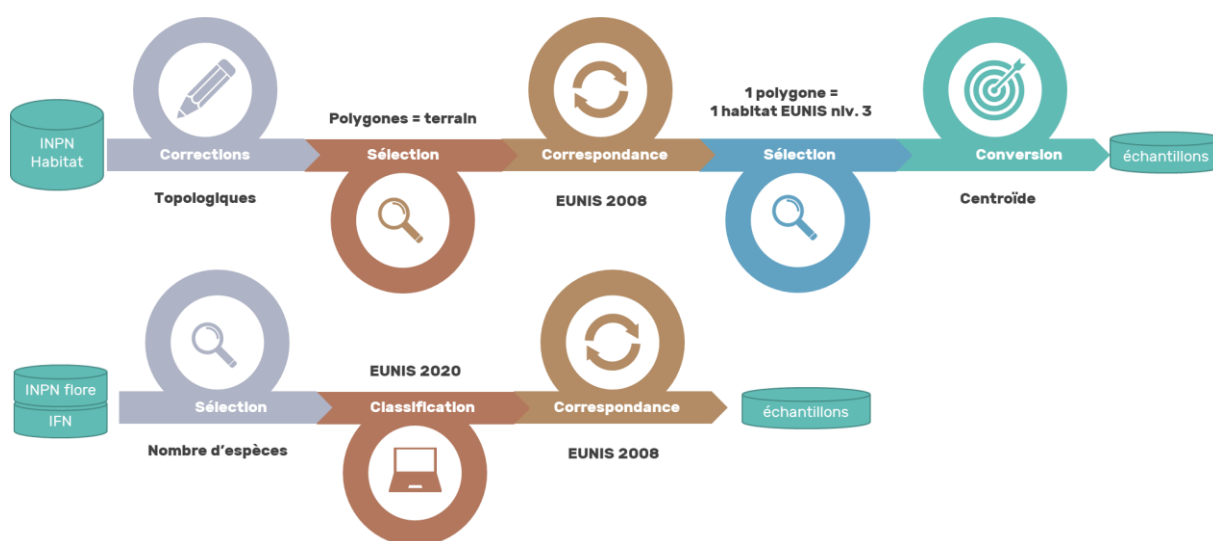 INPN
Habitat
Corrections
Topologiques
Polygones = terrain
Sélection
Correspondance
EUNIS 2008
1 polygone =
1 habitat EUNIS niv. 3
Sélection
Conversion
Centroïde
échantillons
INPN flore
IFN
Sélection
Nombre d'espèces
EUNIS 2020
Classification
Correspondance
EUNIS 2008
échantillons